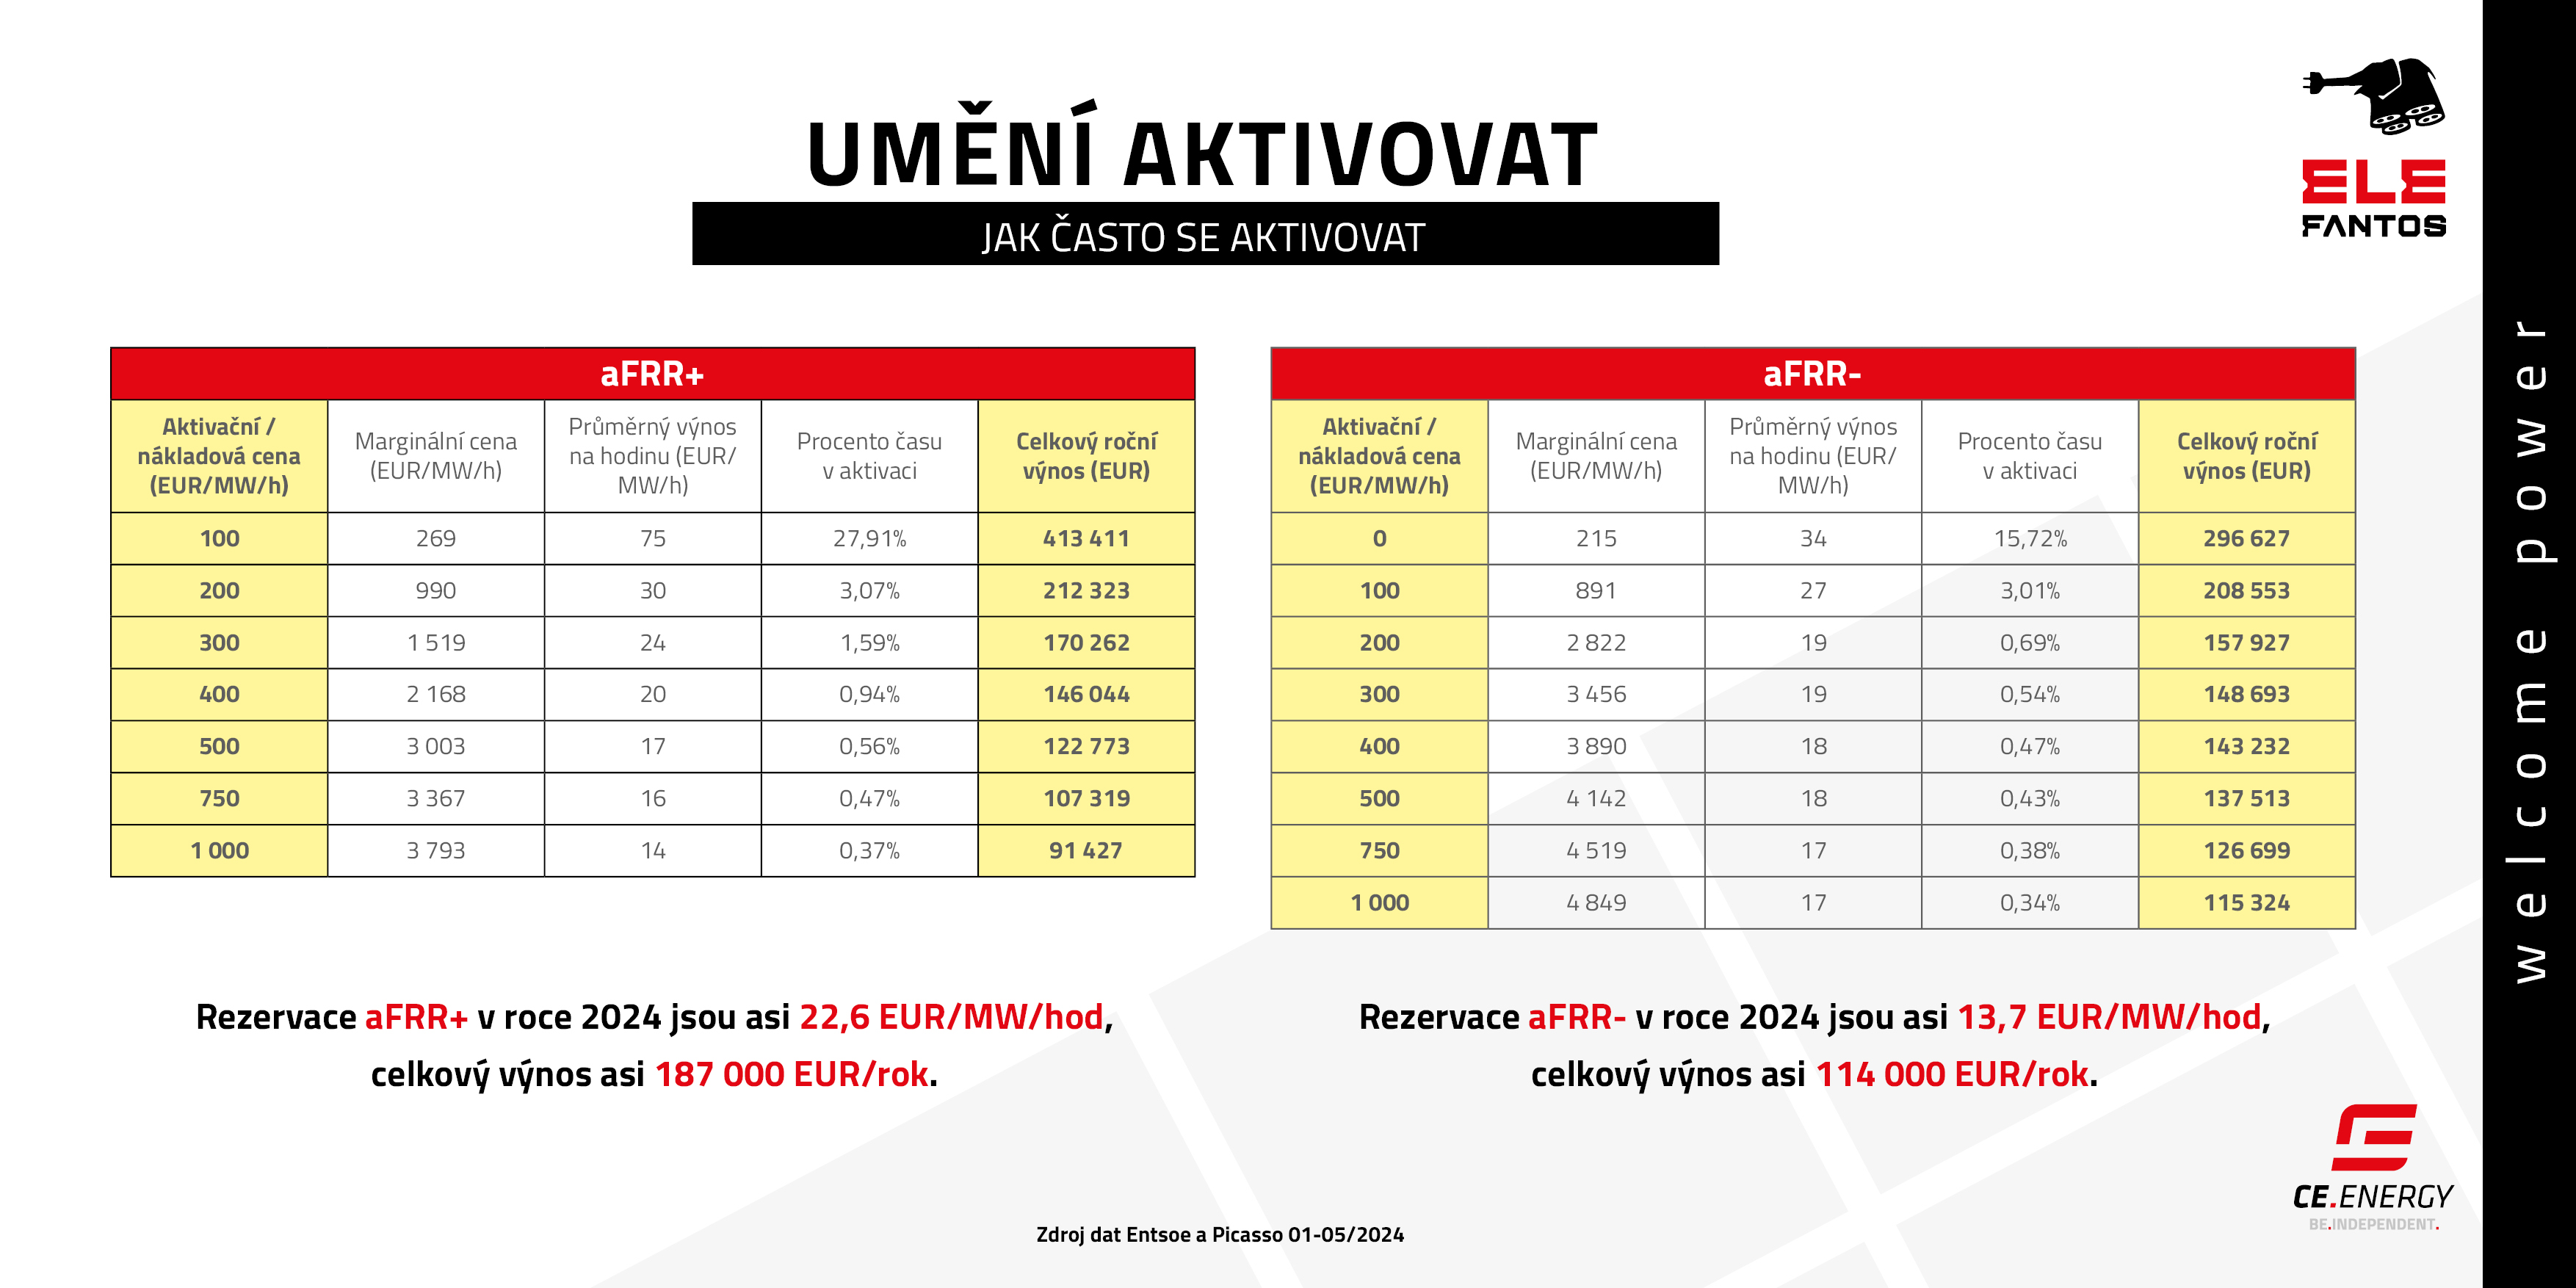 UMĚNÍ AKTIVOVAT
JAK ČASTO SE AKTIVOVAT
ELE
FANTOS
welcome power
aFRR+
Aktivační / nákladová cena (EUR/MW/h) Marginální cena (EUR/MW/h) Průměrný výnos na hodinu (EUR/ MW/h) Procento času v aktivaci Celkový roční výnos (EUR)
100 269 75 27,91% 413 411
200 990 30 3,07% 212 323
300 1 519 24 1,59% 170 262
400 2 168 20 0,94% 146 044
500 3 003 17 0,56% 122 773
750 3 367 16 0,47% 107 319
1 000 3 793 14 0,37% 91 427
Rezervace aFRR+ v roce 2024 jsou asi 22,6 EUR/MW/hod,
celkový výnos asi 187 000 EUR/rok.
aFRR-
Aktivační / nákladová cena (EUR/MW/h) Marginální cena (EUR/MW/h) Průměrný výnos na hodinu (EUR/ MW/h) Procento času v aktivaci Celkový roční výnos (EUR)
0 215 34 15,72% 296 627
100 891 27 3,01% 208 553
200 2 822 19 0,69% 157 927
300 3 456 19 0,54% 148 693
400 3 890 18 0,47% 143 232
500 4 142 18 0,43% 137 513
750 4 519 17 0,38% 126 699
1 000 4 849 17 0,34% 115 324
Rezervace aFRR- v roce 2024 jsou asi 13,7 EUR/MW/hod,
celkový výnos asi 114 000 EUR/rok.
CE.ENERGY
BE.INDEPENDENT.
Zdroj dat Entsoe a Picasso 01-05/2024